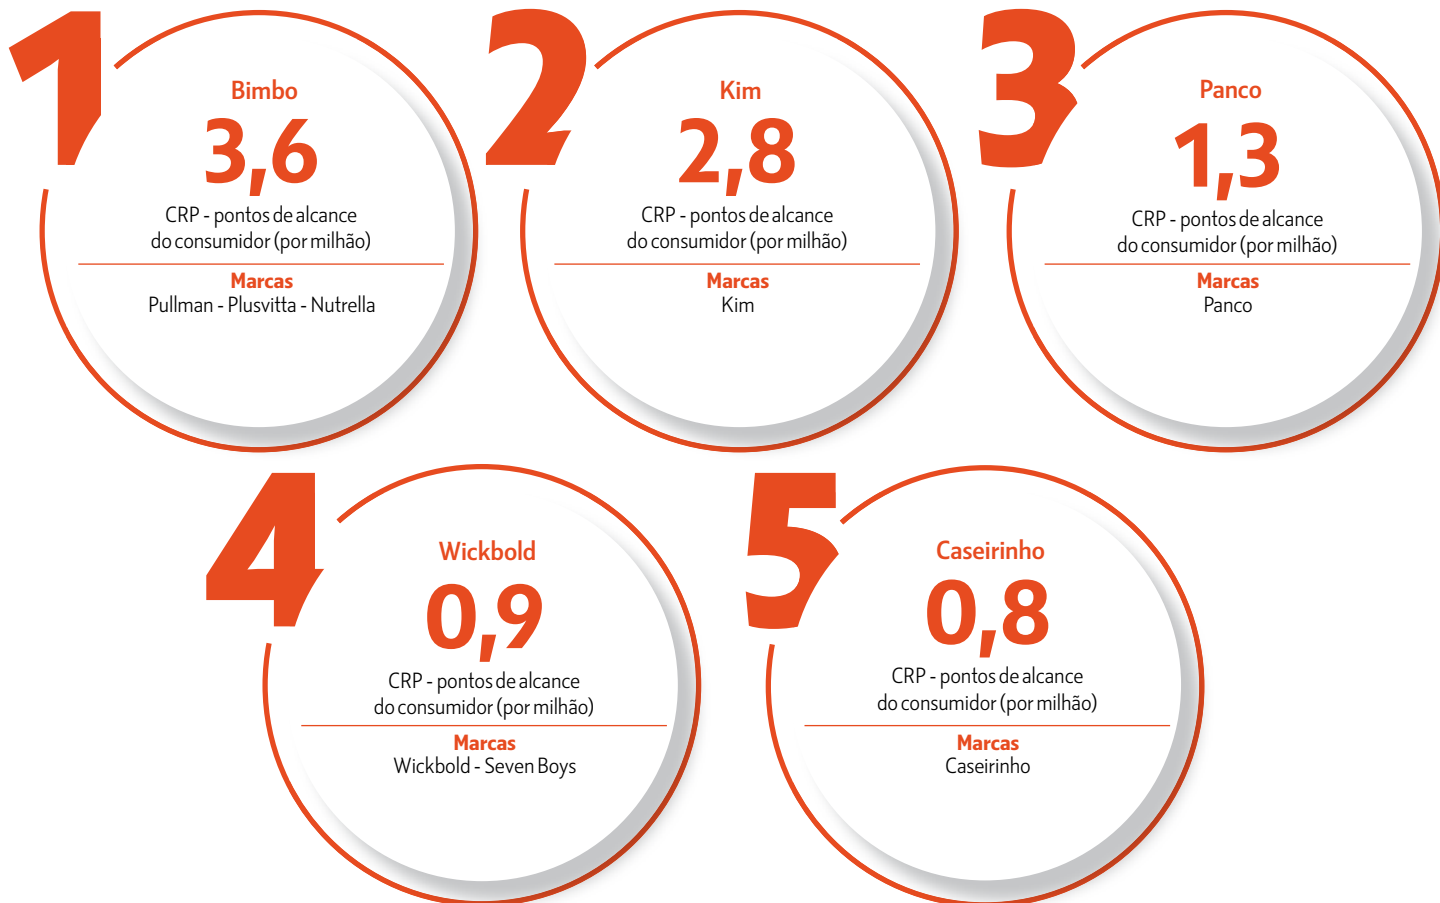 1
Bimbo
3,6
CRP - pontos de alcance
do consumidor (por milhão)
Marcas
Pullman - Plusvitta - Nutrella
2
Kim
2,8
CRP - pontos de alcance
do consumidor (por milhão)
Marcas
Kim
3
Panco
1,3
CRP - pontos de alcance
do consumidor (por milhão)
Marcas
Panco
4
Wickbold
0,9
CRP - pontos de alcance
do consumidor (por milhão)
Marcas
Wickbold - Seven Boys
5
Caseirinho
0,8
CRP - pontos de alcance
do consumidor (por milhão)
Marcas
Caseirinho